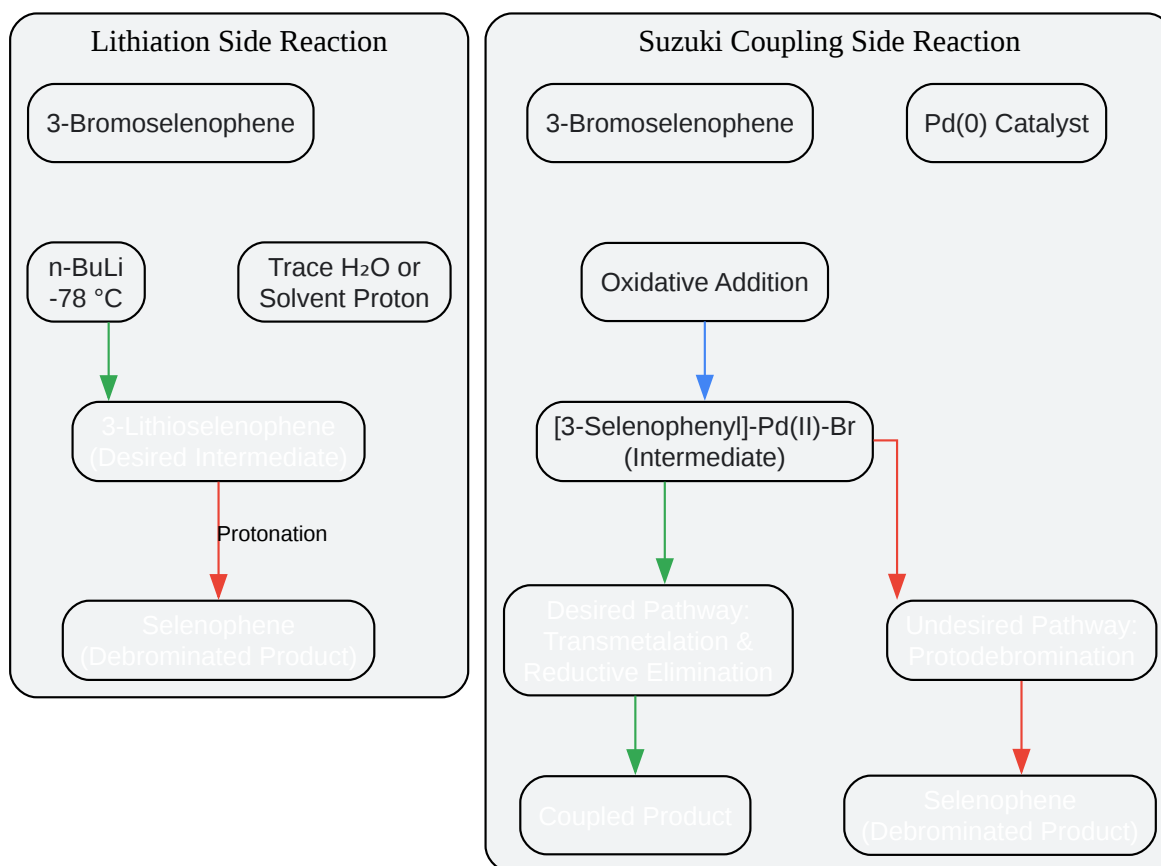 Lithiation Side Reaction
3-Bromoselenophene
n-BuLi
-78 °C
Trace H₂O or
Solvent Proton
3-Lithioselenophene
(Desired Intermediate)
Protonation
Selenophene
(Debrominated Product)
Suzuki Coupling Side Reaction
3-Bromoselenophene
Pd(0) Catalyst
Oxidative Addition
[3-Selenophenyl]-Pd(II)-Br
(Intermediate)
Desired Pathway:
Transmetalation &
Reductive Elimination
Undesired Pathway:
Protodebromination
Coupled Product
Selenophene
(Debrominated Product)